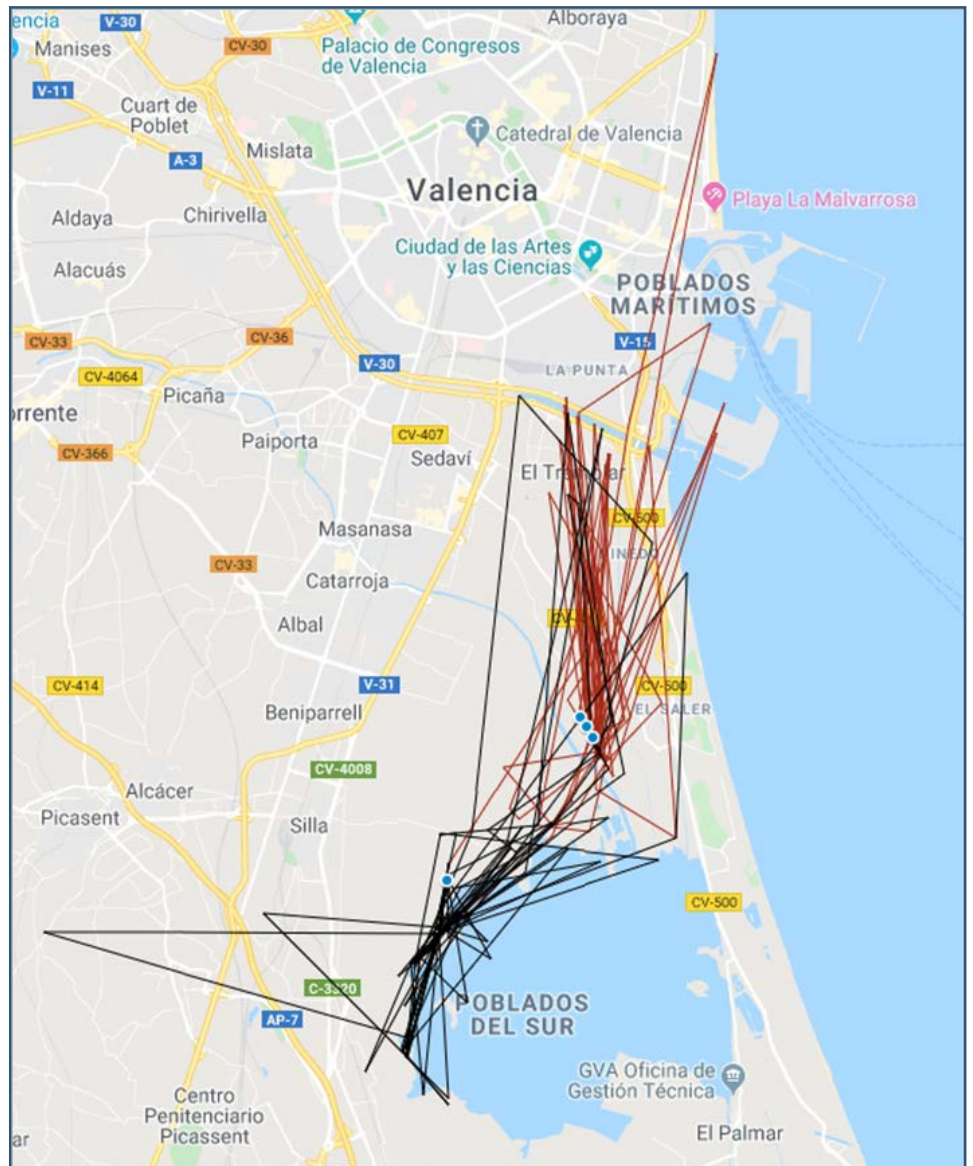 encia
V-30
Manises
CV-30
Palacio de Congresos
de Valencia
Alboraya
V-11
Cuart de
Poblet
Catedral de Valencia
Mislata
A-3
Valencia
Playa La Malvarrosa
Aldaya
Chirivella
Ciudad de las Artes
y las Ciencias
Alacuás
POBLADOS
MARÍTIMOS
CV-33
CV-36
V-15
V-30
LA PUNTA
CV-4064
Picaña
orrente
CV-407
Paiporta
CV-366
Sedaví
CV-500
Masanasa
CV-33
Catarroja
Albal
V-31
CV-414
CV-500
EL SALER
Beniparrell
CV-4008
Alcácer
Picasent
Silla
CV-500
POBLADOS
DEL SUR
AP-7
GVA Oficina de
Gestión Técnica
Centro
Penitenciario
Picassent
ar
El Palmar